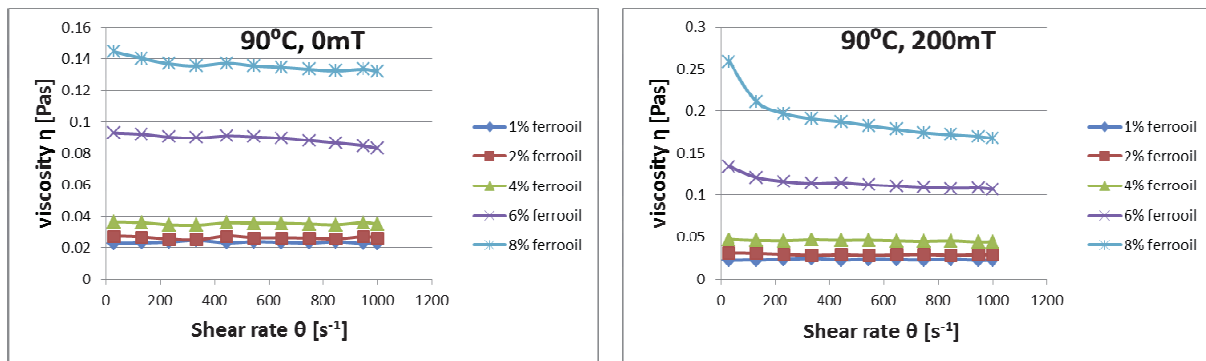 90⁰C, 0mT
viscosity η [Pas]
0.16
0.14
0.12
0.1
0.08
0.06
0.04
0.02
0
0 200 400 600 800 1000 1200
Shear rate θ [s⁻¹]
1% ferrooil
2% ferrooil
4% ferrooil
6% ferrooil
8% ferrooil
90⁰C, 200mT
viscosity η [Pas]
0.3
0.25
0.2
0.15
0.1
0.05
0
0 200 400 600 800 1000 1200
Shear rate θ [s⁻¹]
1% ferrooil
2% ferrooil
4% ferrooil
6% ferrooil
8% ferrooil